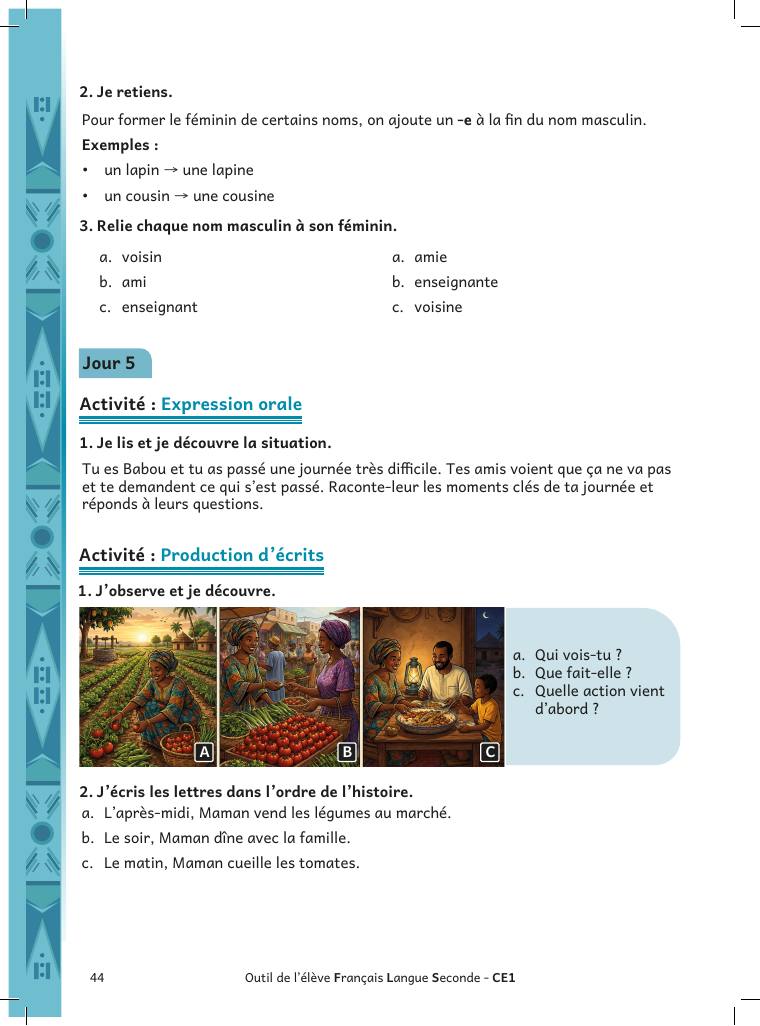 2. Je retiens.
Pour former le féminin de certains noms, on ajoute un -e à la fin du nom masculin.
Exemples :
• un lapin → une lapine
• un cousin → une cousine
3. Relie chaque nom masculin à son féminin.
a. voisin a. amie
b. ami b. enseignante
c. enseignant c. voisine
Jour 5
Activité : Expression orale
1. Je lis et je découvre la situation.
Tu es Babou et tu as passé une journée très difficile. Tes amis voient que ça ne va pas
et te demandent ce qui s'est passé. Raconte-leur les moments clés de ta journée et
réponds à leurs questions.
Activité : Production d'écrits
1. J'observe et je découvre.
A
B
C
a. Qui vois-tu ?
b. Que fait-elle ?
c. Quelle action vient
d'abord ?
2. J'écris les lettres dans l'ordre de l'histoire.
a. L'après-midi, Maman vend les légumes au marché.
b. Le soir, Maman dîne avec la famille.
c. Le matin, Maman cueille les tomates.
44
Outil de l'élève Français Langue Seconde - CE1